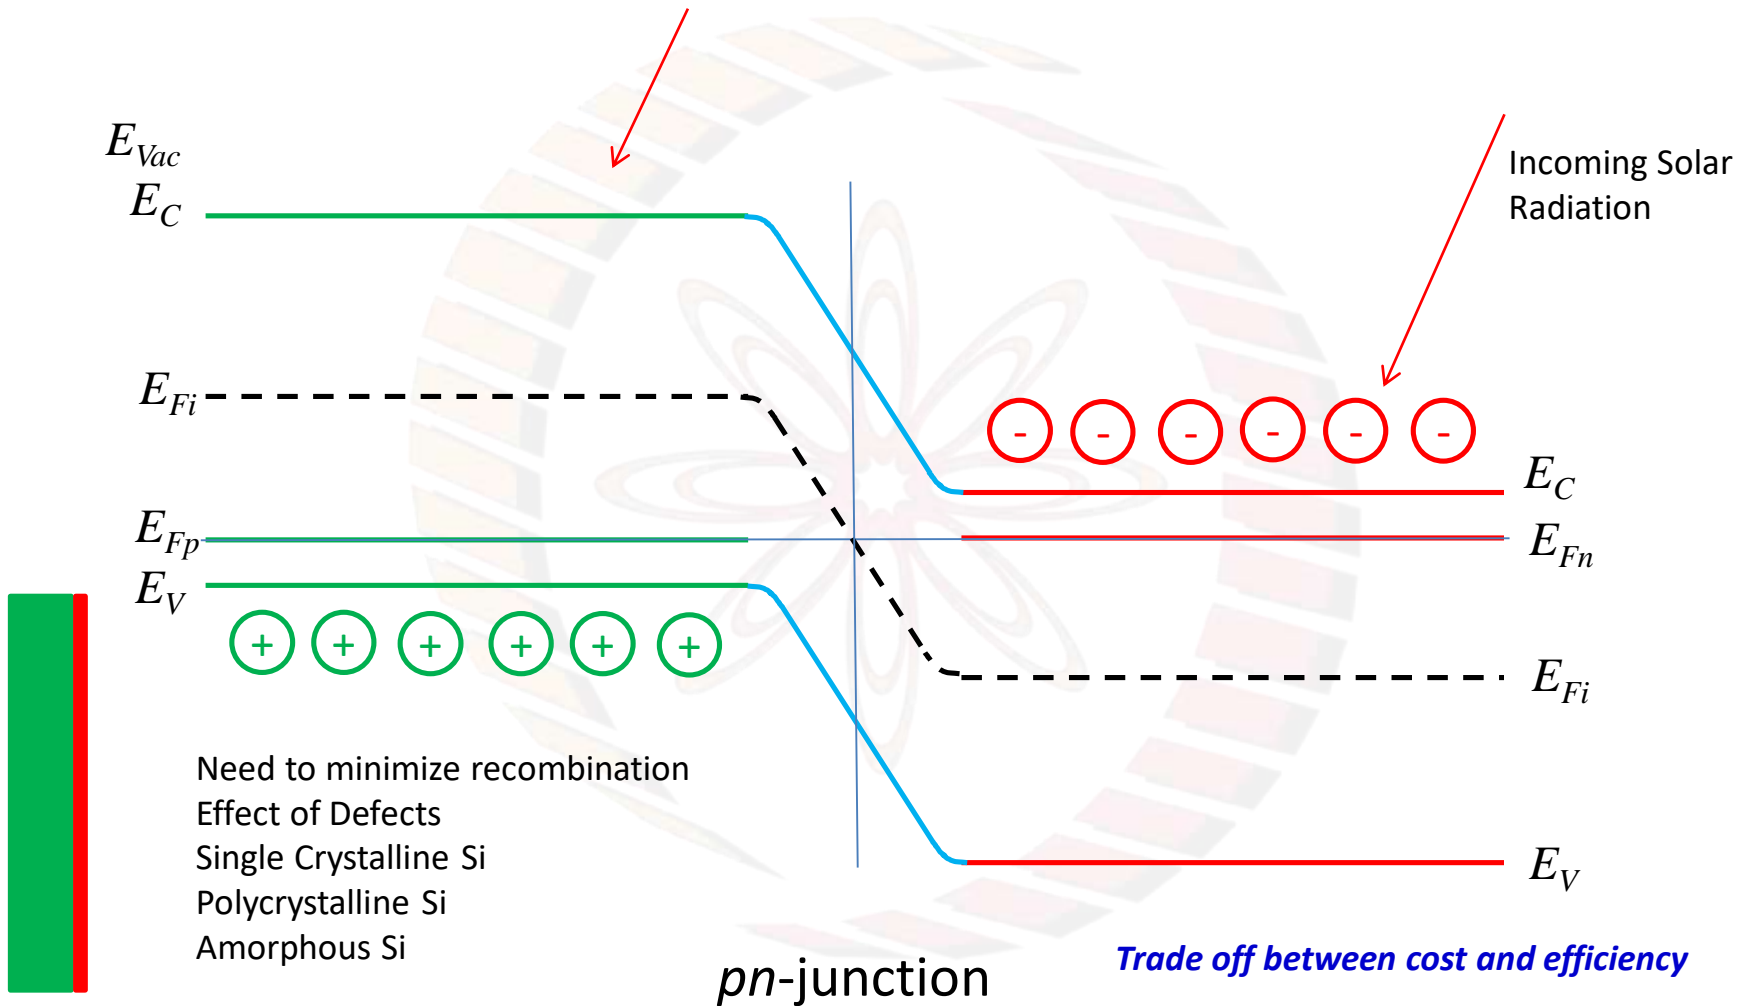 E_Vac
E_C
Incoming Solar
Radiation
E_Fi
- - - - - -
E_C
E_Fp
E_Fn
E_V
+ + + + + +
E_Fi
Need to minimize recombination
Effect of Defects
Single Crystalline Si
Polycrystalline Si
Amorphous Si
E_V
Trade off between cost and efficiency
pn-junction